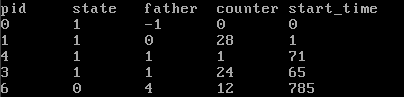 pid state father counter start_time
0 1 -1 0 0
1 1 0 28 1
4 1 1 1 71
3 1 1 24 65
6 0 4 12 785